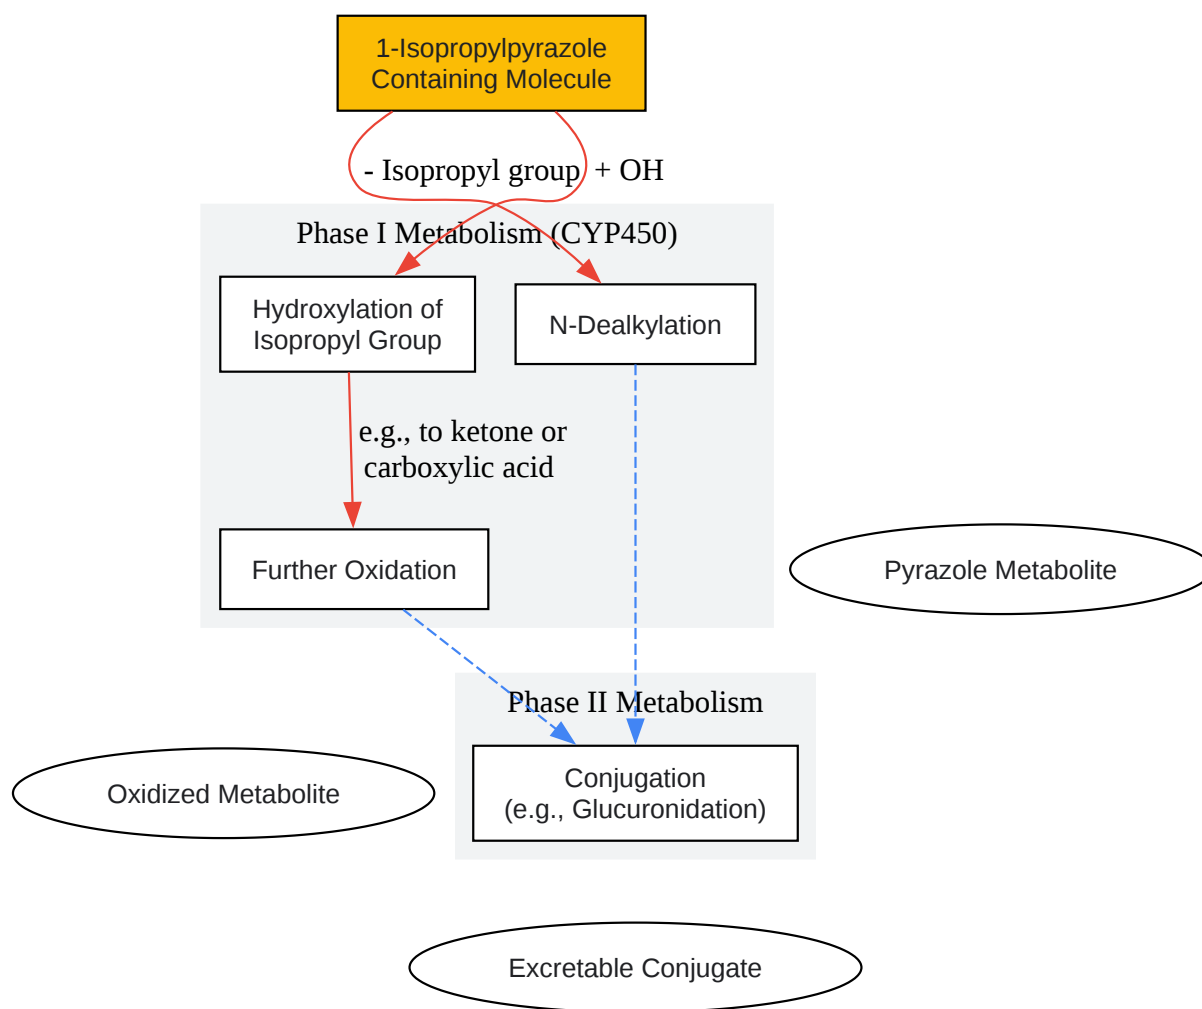 1-Isopropylpyrazole
Containing Molecule
- Isopropyl group
+ OH
Phase I Metabolism (CYP450)
Hydroxylation of
Isopropyl Group
N-Dealkylation
e.g., to ketone or
carboxylic acid
Further Oxidation
Pyrazole Metabolite
Phase II Metabolism
Conjugation
(e.g., Glucuronidation)
Oxidized Metabolite
Excretable Conjugate